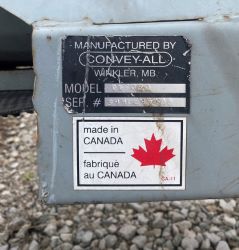 MANUFACTURED BY
CONVEY-ALL
WINKLER, MB.
MODEL
SER. #
made in
CANADA
fabriqué
au CANADA